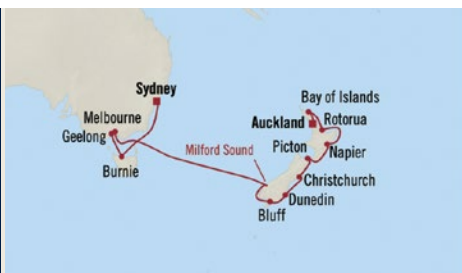 Sydney
Melbourne
Geelong
Burnie
Bay of Islands
Auckland
Rotorua
Milford Sound
Picton
Napier
Christchurch
Dunedin
Bluff